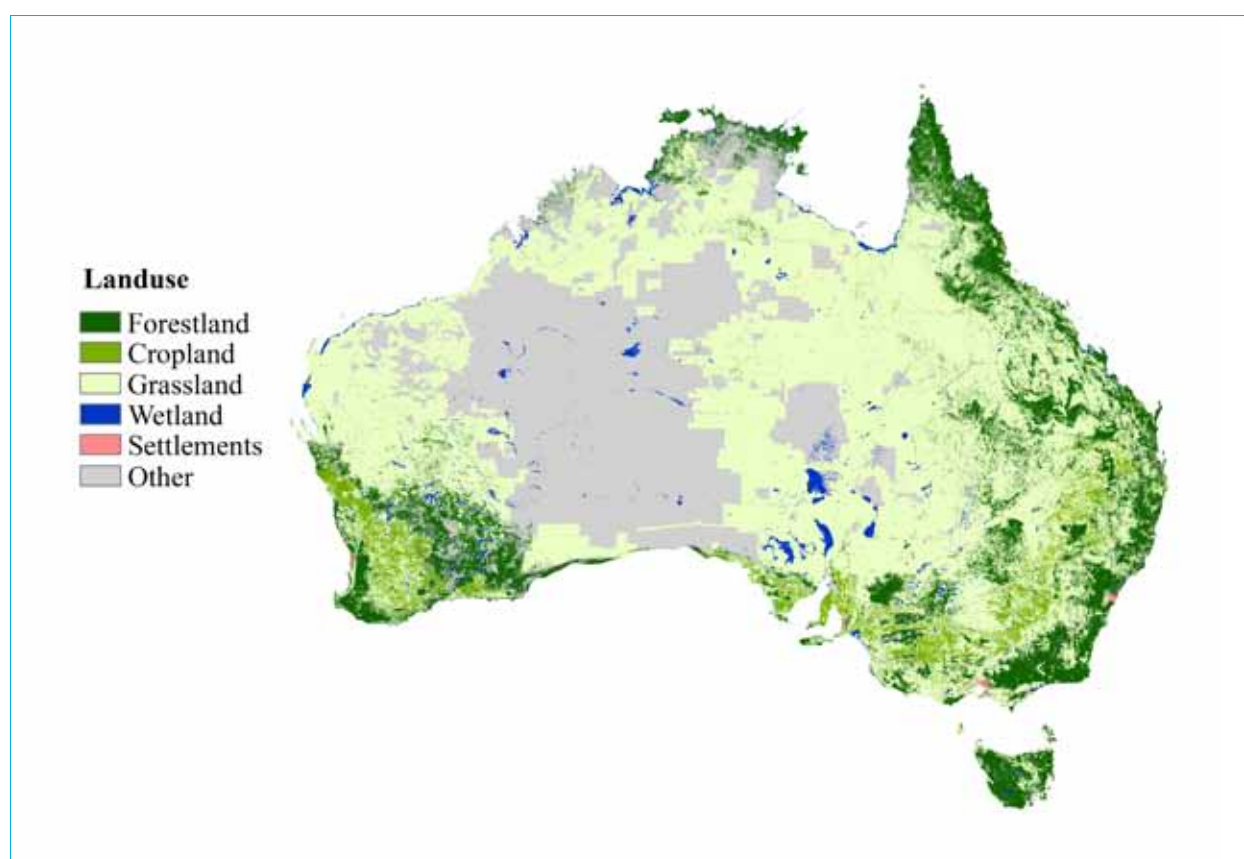 Landuse
Forestland
Cropland
Grassland
Wetland
Settlements
Other